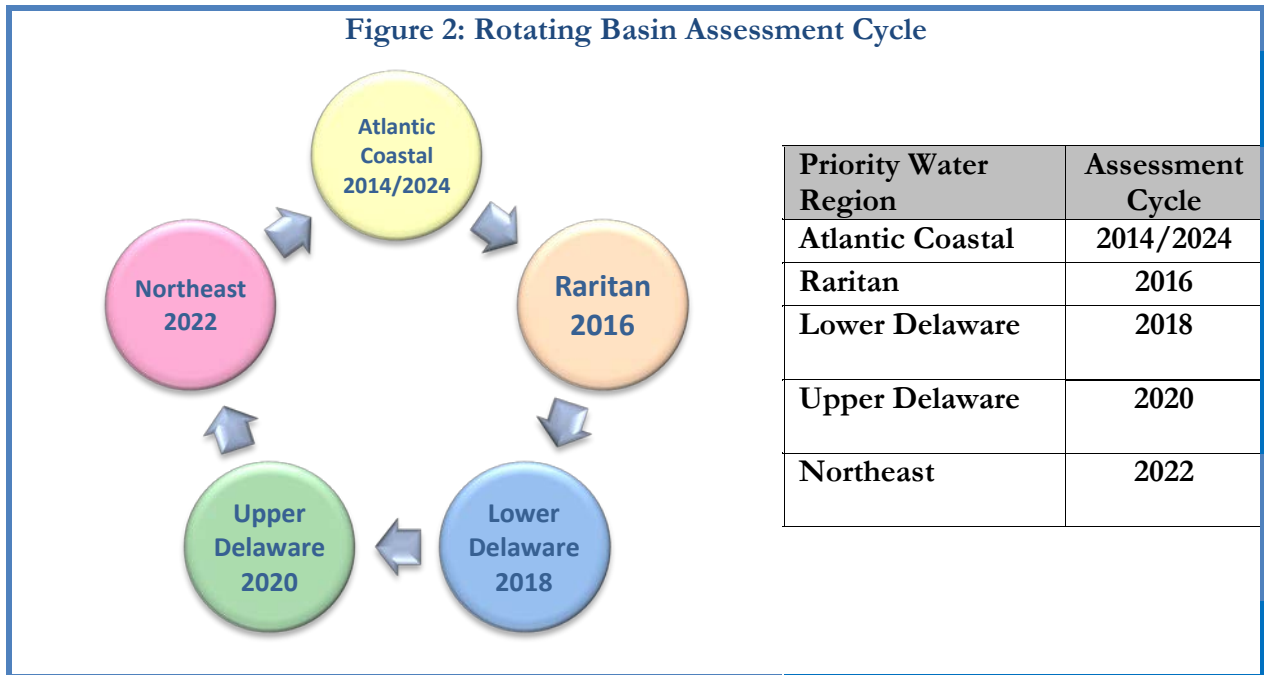 Figure 2: Rotating Basin Assessment Cycle
Atlantic
Coastal
2014/2024
Raritan
2016
Lower
Delaware
2018
Upper
Delaware
2020
Northeast
2022
Priority Water Assessment
Region Cycle
Atlantic Coastal 2014/2024
Raritan 2016
Lower Delaware 2018
Upper Delaware 2020
Northeast 2022